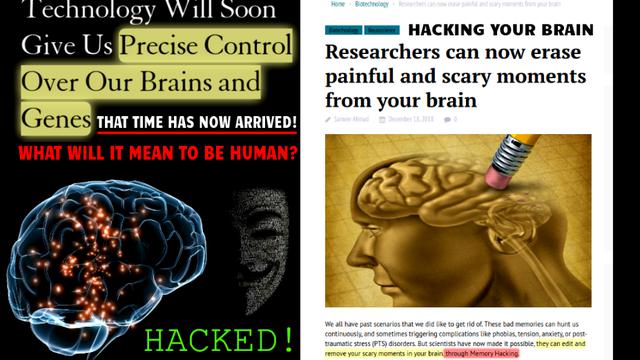 Technology Will Soon
Give Us Precise Control
Over Our Brains and
Genes THAT TIME HAS NOW ARRIVED!
WHAT WILL IT MEAN TO BE HUMAN?
HACKED!
Home › Biotechnology › Researchers can now erase painful and scary moments from your brain
Biotechnology Neuroscience HACKING YOUR BRAIN
Researchers can now erase
painful and scary moments
from your brain
Sameer Ahmad December 18, 2018 0
We all have past scenarios that we did like to get rid of. These bad memories can hunt us
continuously, and sometimes triggering complications like phobias, tension, anxiety, or post-
traumatic stress (PTS) disorders. But scientists have now made it possible, they can edit and
remove your scary moments in your brain, through Memory Hacking.